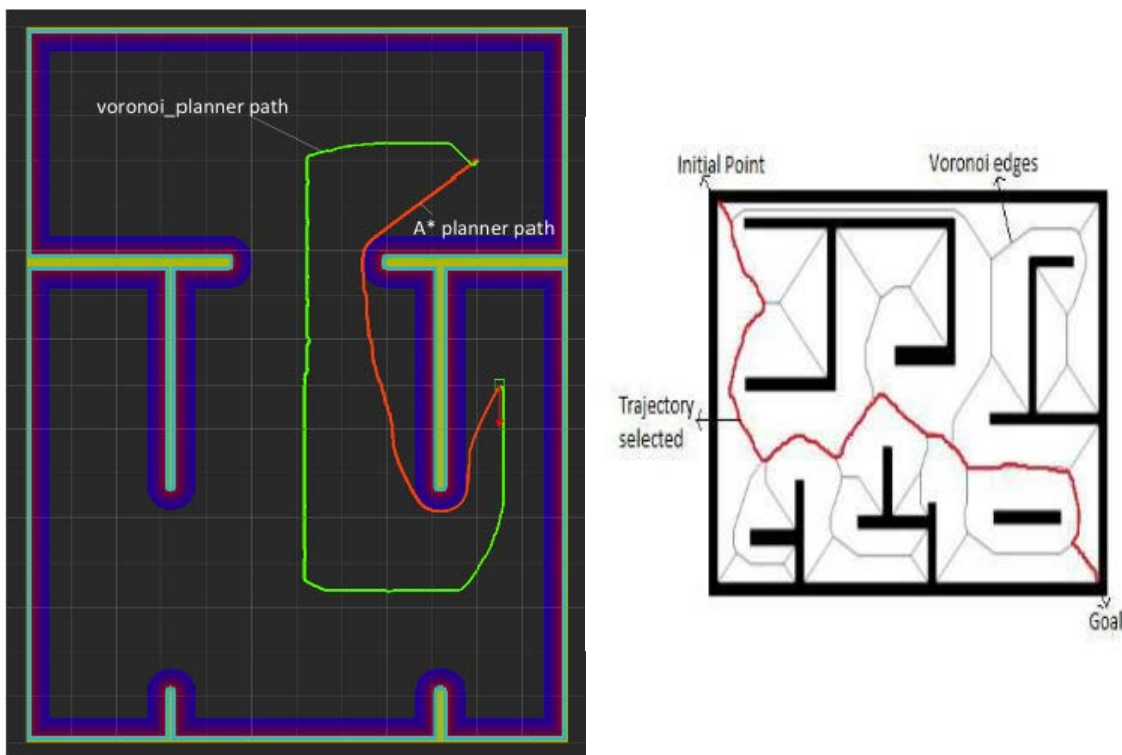 voronoi_planner path
A* planner path
Initial Point
Voronoi edges
Trajectory
selected
Goal